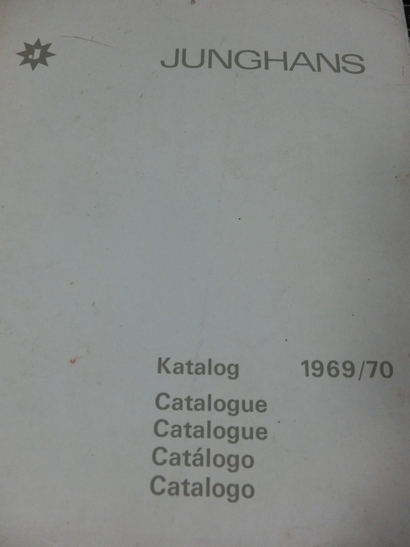 J JUNGHANS
Katalog 1969/70
Catalogue
Catalogue
Catálogo
Catalogo